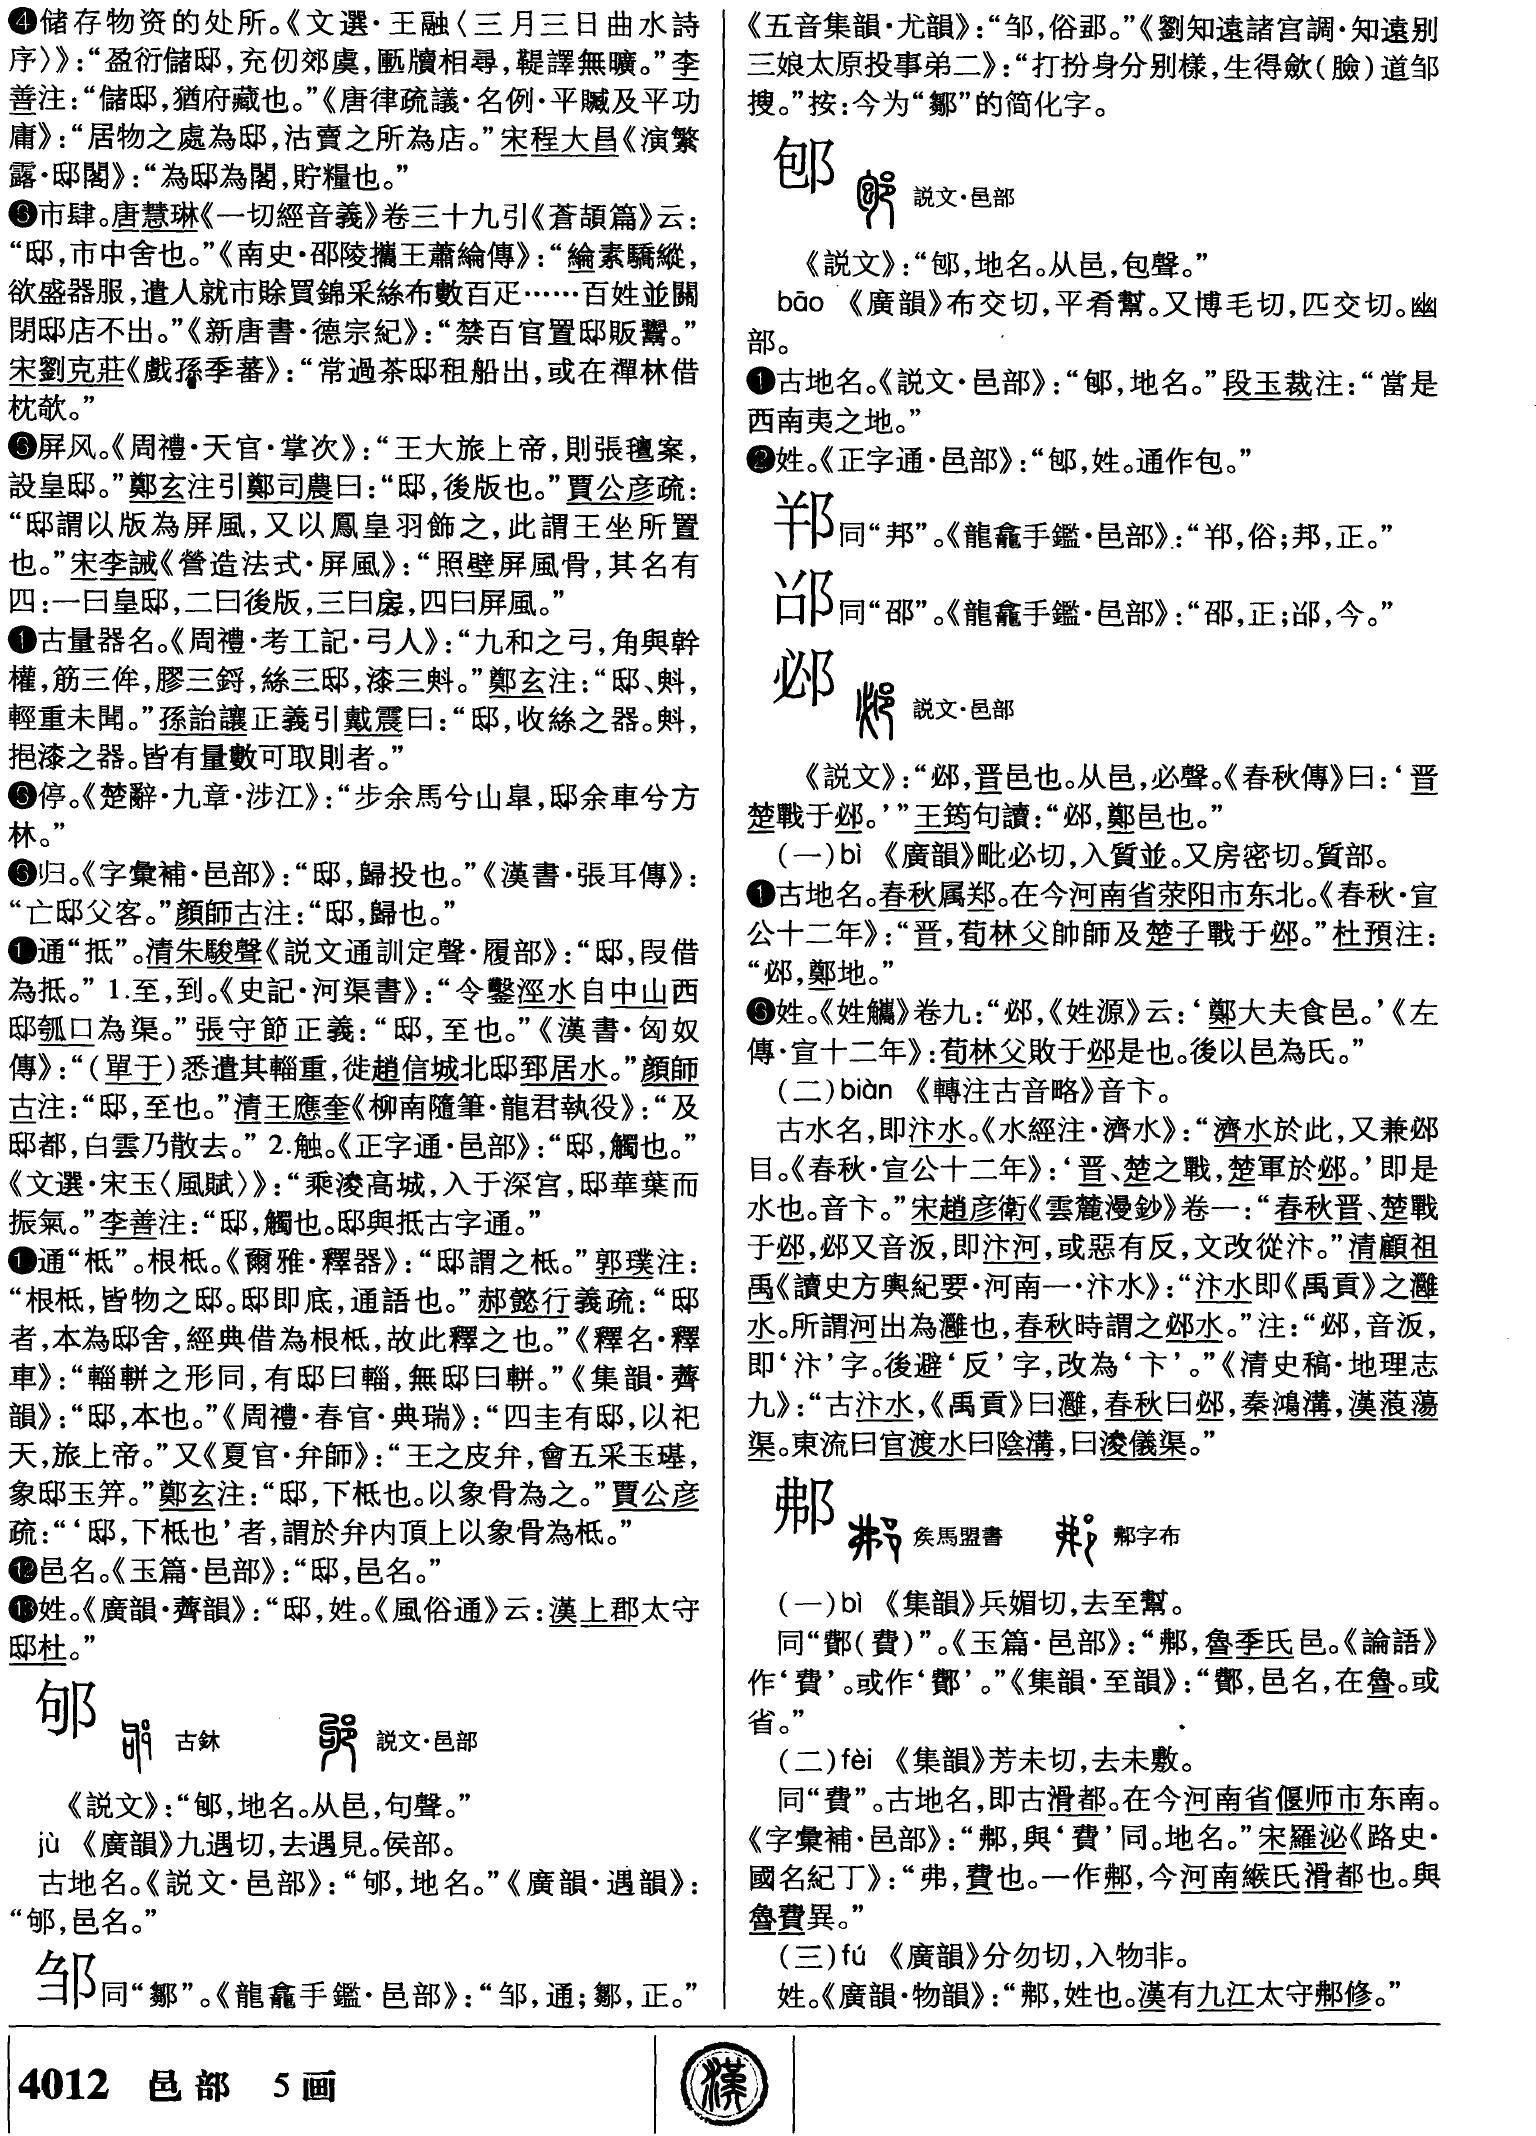 ❹储存物资的处所。《文選·王融〈三月三日曲水詩
序〉》：“盈衍儲邸，充仞郊虞，匭牘相尋，鞮譯無曠。”李
善注：“儲邸，猶府藏也。”《唐律疏議·名例·平贓及平功
庸》：“居物之處為邸，沽賣之所為店。”宋程大昌《演繁
露·邸閣》：“為邸為閣，貯糧也。”
❺市肆。唐慧琳《一切經音義》卷三十九引《蒼頡篇》云：
“邸，市中舍也。”《南史·邵陵攜王蕭綸傳》：“綸素驕縱，
欲盛器服，遣人就市賒買錦采絲布數百疋……百姓並關
閉邸店不出。”《新唐書·德宗紀》：“禁百官置邸販鬻。”
宋劉克莊《戲孫季蕃》：“常過茶邸租船出，或在禪林借
枕欹。”
❻屏风。《周禮·天官·掌次》：“王大旅上帝，則張氊案，
設皇邸。”鄭玄注引鄭司農曰：“邸，後版也。”賈公彦疏：
“邸謂以版為屏風，又以鳳皇羽飾之，此謂王坐所置
也。”宋李誡《營造法式·屏風》：“照壁屏風骨，其名有
四：一曰皇邸，二曰後版，三曰扆，四曰屏風。”
古量器名。《周禮·考工記·弓人》：“九和之弓，角與幹
權，筋三侔，膠三鋝，絲三邸，漆三㪺。”鄭玄注：“邸、㪺，
輕重未聞。”孫詒讓正義引戴震曰：“邸，收絲之器。㪺，
挹漆之器。皆有量數可取則者。”
停。《楚辭·九章·涉江》：“步余馬兮山皐，邸余車兮方
林。”
归。《字彙補·邑部》：“邸，歸投也。”《漢書·張耳傳》：
“亡邸父客。”顔師古注：“邸，歸也。”
通“抵”。清朱駿聲《説文通訓定聲·履部》：“邸，叚借
為抵。” 1.至，到。《史記·河渠書》：“令鑿涇水自中山西
邸瓠口為渠。”張守節正義：“邸，至也。”《漢書·匈奴
傳》：“（單于）悉遣其輜重，徙趙信城北邸郅居水。”顔師
古注：“邸，至也。”清王應奎《柳南隨筆·龍君執役》：“及
邸都，白雲乃散去。” 2.触。《正字通·邑部》：“邸，觸也。”
《文選·宋玉〈風賦〉》：“乘淩高城，入于深宫，邸華葉而
振氣。”李善注：“邸，觸也。邸與抵古字通。”
通“柢”。根柢。《爾雅·釋器》：“邸謂之柢。”郭璞注：
“根柢，皆物之邸。邸即底，通語也。”郝懿行義疏：“邸
者，本為邸舍，經典借為根柢，故此釋之也。”《釋名·釋
車》：“輜軿之形同，有邸曰輜，無邸曰軿。”《集韻·薺
韻》：“邸，本也。”《周禮·春官·典瑞》：“四圭有邸，以祀
天，旅上帝。”又《夏官·弁師》：“王之皮弁，會五采玉璂，
象邸玉笄。”鄭玄注：“邸，下柢也。以象骨為之。”賈公彦
疏：“‘邸，下柢也’者，謂於弁内頂上以象骨為柢。”
⓬邑名。《玉篇·邑部》：“邸，邑名。”
⓭姓。《廣韻·薺韻》：“邸，姓。《風俗通》云：漢上郡太守
邸杜。”
邭 古鉥 説文·邑部
《説文》：“邭，地名。从邑，句聲。”
jù 《廣韻》九遇切，去遇見。侯部。
古地名。《説文·邑部》：“邭，地名。”《廣韻·遇韻》：
“邭，邑名。”
邹同“鄒”。《龍龕手鑑·邑部》：“邹，通；鄒，正。”
《五音集韻·尤韻》：“邹，俗郰。”《劉知遠諸宫調·知遠别
三娘太原投事弟二》：“打扮身分别樣，生得歛（臉）道邹
搜。”按：今为“鄒”的简化字。
郇 説文·邑部
《説文》：“䣌，地名。从邑，包聲。”
bāo 《廣韻》布交切，平肴幫。又博毛切，匹交切。幽
部。
❶古地名。《説文·邑部》：“䣌，地名。”段玉裁注：“當是
西南夷之地。”
❷姓。《正字通·邑部》：“䣌，姓。通作包。”
同“邦”。《龍龕手鑑·邑部》：“，俗；邦，正。”
同“邵”。《龍龕手鑑·邑部》：“邵，正；，今。”
邲 説文·邑部
《説文》：“邲，晋邑也。从邑，必聲。《春秋傳》曰：‘晋
楚戰于邲。’”王筠句讀：“邲，鄭邑也。”
（一）bì 《廣韻》毗必切，入質並。又房密切。質部。
❶古地名。春秋属郑。在今河南省荥阳市东北。《春秋·宣
公十二年》：“晋，荀林父帥師及楚子戰于邲。”杜預注：
“邲，鄭地。”
姓。《姓觿》卷九：“邲，《姓源》云：‘鄭大夫食邑。’《左
傳·宣十二年》：荀林父敗于邲是也。後以邑為氏。”
（二）biàn 《轉注古音略》音卞。
古水名，即汴水。《水經注·濟水》：“濟水於此，又兼邲
目。《春秋·宣公十二年》：‘晋、楚之戰，楚軍於邲。’即是
水也。音卞。”宋趙彦衛《雲麓漫鈔》卷一：“春秋晋、楚戰
于邲，邲又音汳，即汴河，或惡有反，文改從汴。”清顧祖
禹《讀史方輿紀要·河南一·汴水》：“汴水即《禹貢》之灉
水。所謂河出為灉也，春秋時謂之邲水。”注：“邲，音汳，
即‘汴’字。後避‘反’字，改為‘卞’。”《清史稿·地理志
九》：“古汴水，《禹貢》曰灉，春秋曰邲，秦鴻溝，漢蒗蕩
渠。東流曰官渡水曰陰溝，曰浚儀渠。”
郱 矦馬盟書 字布
（一）bì 《集韻》兵媚切，去至幫。
同“鄪（費）”。《玉篇·邑部》：“，魯季氏邑。《論語》
作‘費’。或作‘鄪’。”《集韻·至韻》：“鄪，邑名，在魯。或
省。”
（二）fèi 《集韻》芳未切，去未敷。
同“費”。古地名，即古滑都。在今河南省偃师市东南。
《字彙補·邑部》：“，與‘費’同。地名。”宋羅泌《路史·
國名紀丁》：“弗，費也。一作，今河南緱氏滑都也。與
魯費異。”
（三）fú 《廣韻》分勿切，入物非。
姓。《廣韻·物韻》：“，姓也。漢有九江太守修。”
4012 邑部 5画
漢